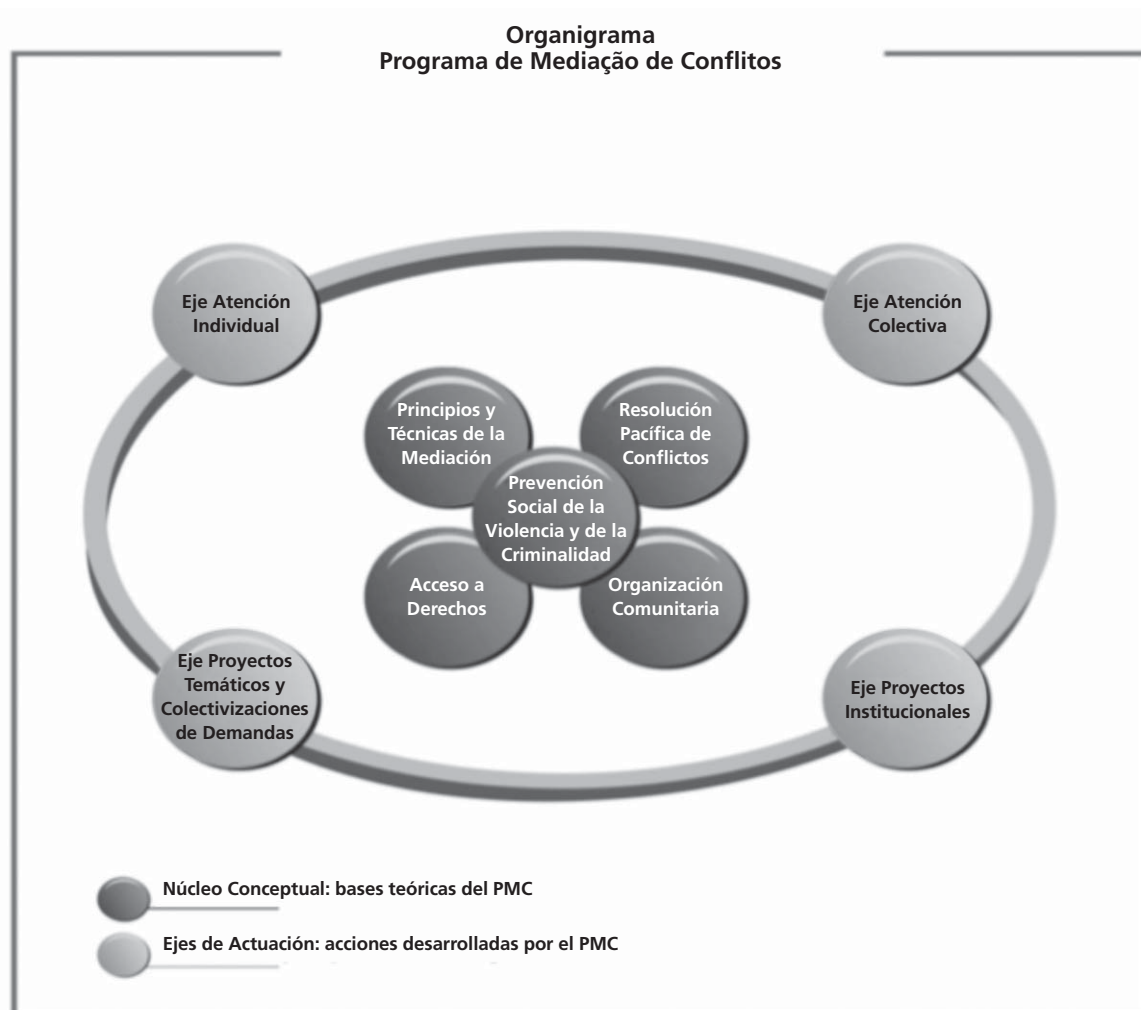 Organigrama
Programa de Mediação de Conflitos
Eje Atención
Individual
Eje Atención
Colectiva
Principios y
Técnicas de la
Mediación
Resolución
Pacífica de
Conflictos
Prevención
Social de la
Violencia y de la
Criminalidad
Acceso a
Derechos
Organización
Comunitaria
Eje Proyectos
Temáticos y
Colectivizaciones
de Demandas
Eje Proyectos
Institucionales
Núcleo Conceptual: bases teóricas del PMC
Ejes de Actuación: acciones desarrolladas por el PMC